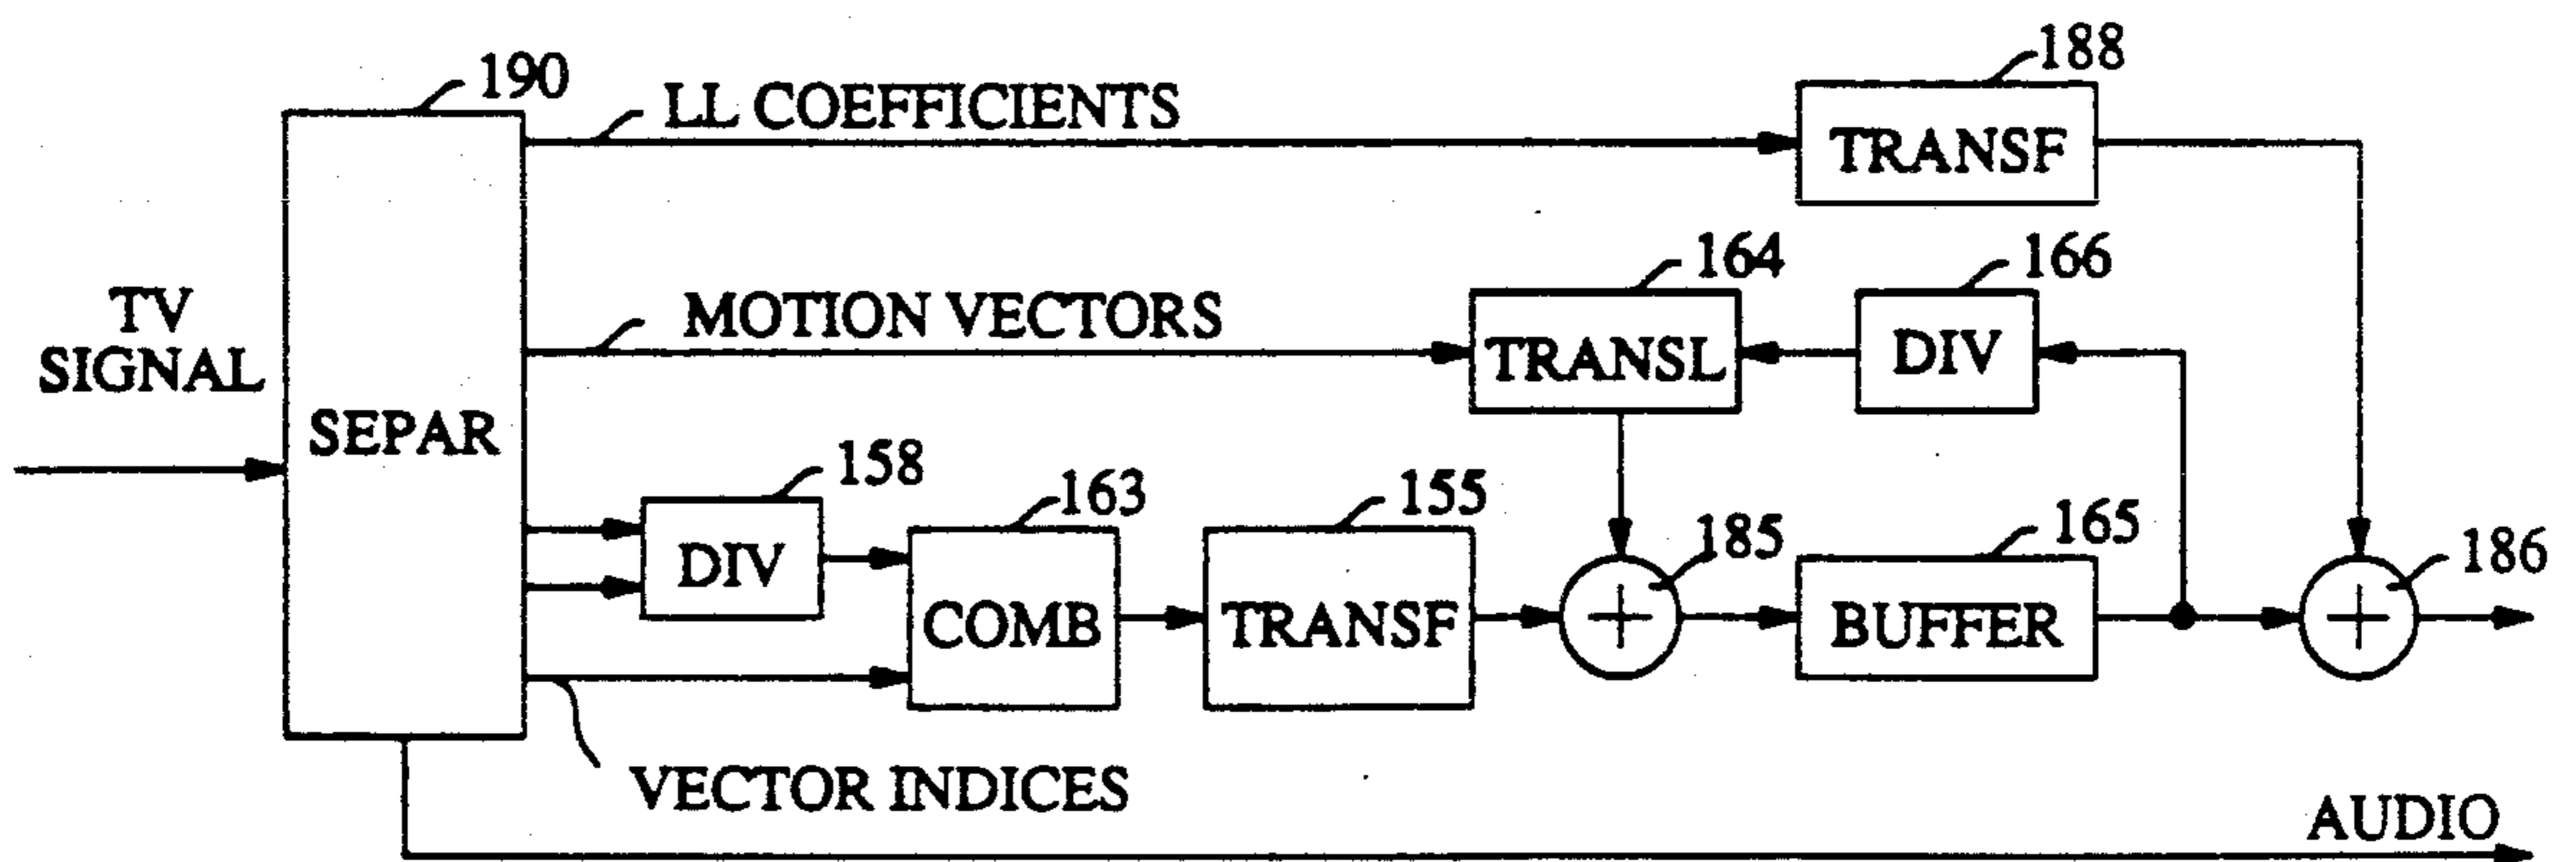 190
LL COEFFICIENTS
188
TRANSF
TV
SIGNAL
SEPAR
MOTION VECTORS
164
TRANSL
166
DIV
158
DIV
163
COMB
155
TRANSF
185
+
165
BUFFER
186
+
VECTOR INDICES
AUDIO